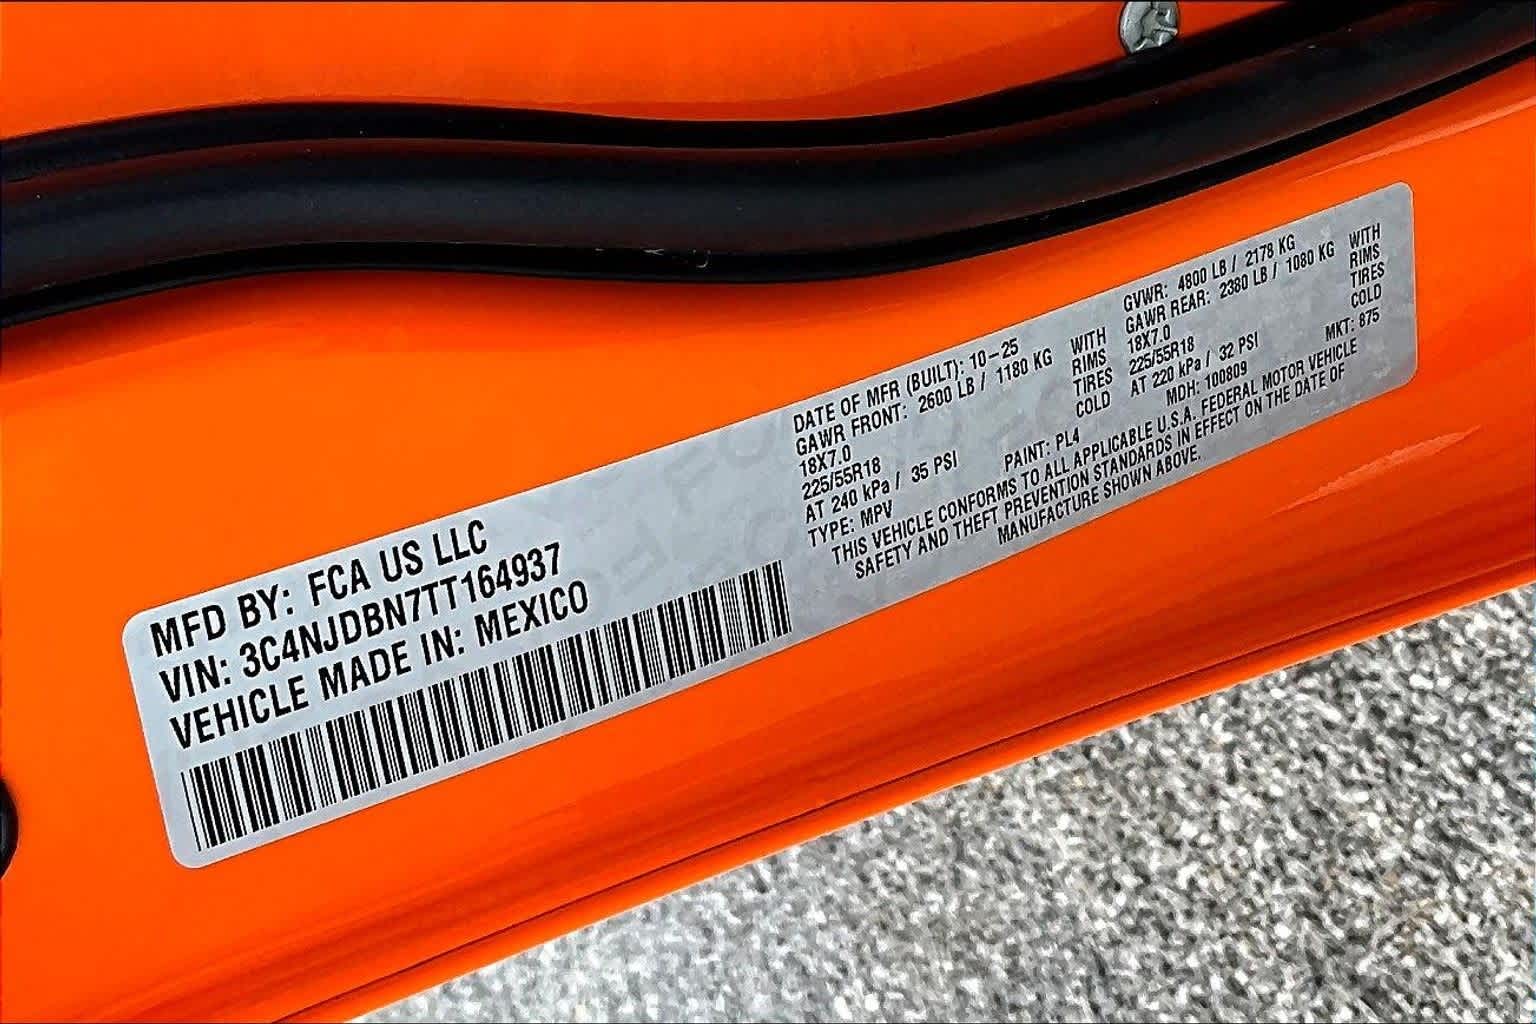 MFD BY: FCA US LLC
VIN: 3C4NJDBN7TT164937
VEHICLE MADE IN: MEXICO
DATE OF MFR (BUILT): 10-25
GVWR: 4800 LB / 2178 KG
GAWR FRONT: 2600 LB / 1180 KG WITH
18X7.0 RIMS
225/55R18 TIRES
AT 240 kPa / 35 PSI COLD
GAWR REAR: 2380 LB / 1080 KG WITH
18X7.0 RIMS
225/55R18 TIRES
AT 220 kPa / 32 PSI COLD
TYPE: MPV PAINT: PL4 MDH: 100809 MKT: 875
THIS VEHICLE CONFORMS TO ALL APPLICABLE U.S.A. FEDERAL MOTOR VEHICLE
SAFETY AND THEFT PREVENTION STANDARDS IN EFFECT ON THE DATE OF
MANUFACTURE SHOWN ABOVE.